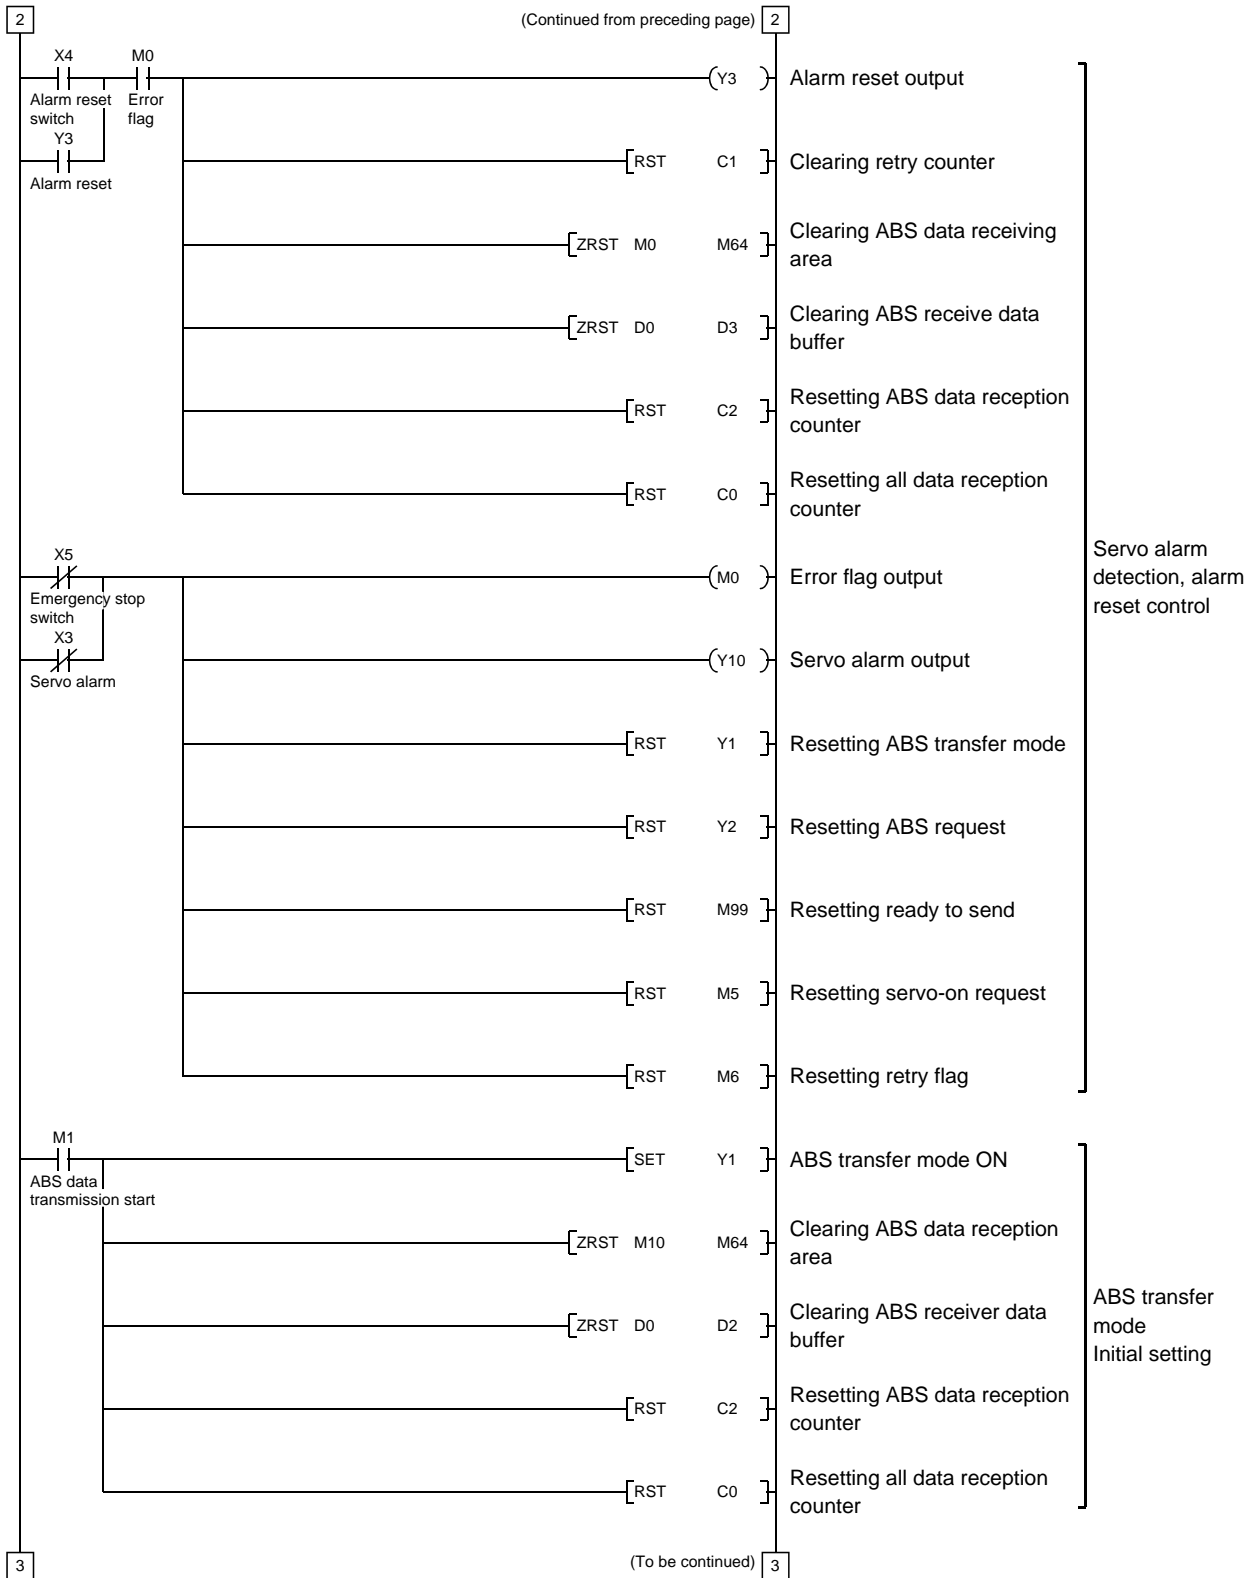 2 (Continued from preceding page) 2
X4 M0
Y3 Alarm reset output
Alarm reset switch Error flag
Y3
Alarm reset
RST C1 Clearing retry counter
ZRST M0 M64 Clearing ABS data receiving
area
ZRST D0 D3 Clearing ABS receive data
buffer
RST C2 Resetting ABS data reception
counter
RST C0 Resetting all data reception
counter
Servo alarm
detection, alarm
reset control
X5
M0 Error flag output
Emergency stop
switch
X3
Servo alarm
Y10 Servo alarm output
RST Y1 Resetting ABS transfer mode
RST Y2 Resetting ABS request
RST M99 Resetting ready to send
RST M5 Resetting servo-on request
RST M6 Resetting retry flag
M1
SET Y1 ABS transfer mode ON
ABS data
transmission start
ZRST M10 M64 Clearing ABS data reception
area
ZRST D0 D2 Clearing ABS receiver data
buffer
RST C2 Resetting ABS data reception
counter
RST C0 Resetting all data reception
counter
ABS transfer
mode
Initial setting
3 (To be continued) 3